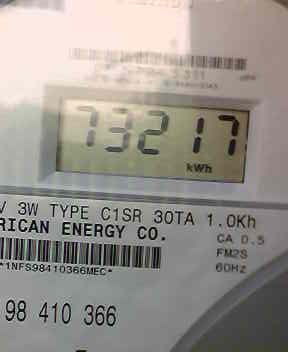 73217
kWh
V 3W TYPE C1SR 30TA 1.0Kh
RICAN ENERGY CO.
CA 0.5
FM2S
60Hz
*1NFS98410366MEC*
98 410 366